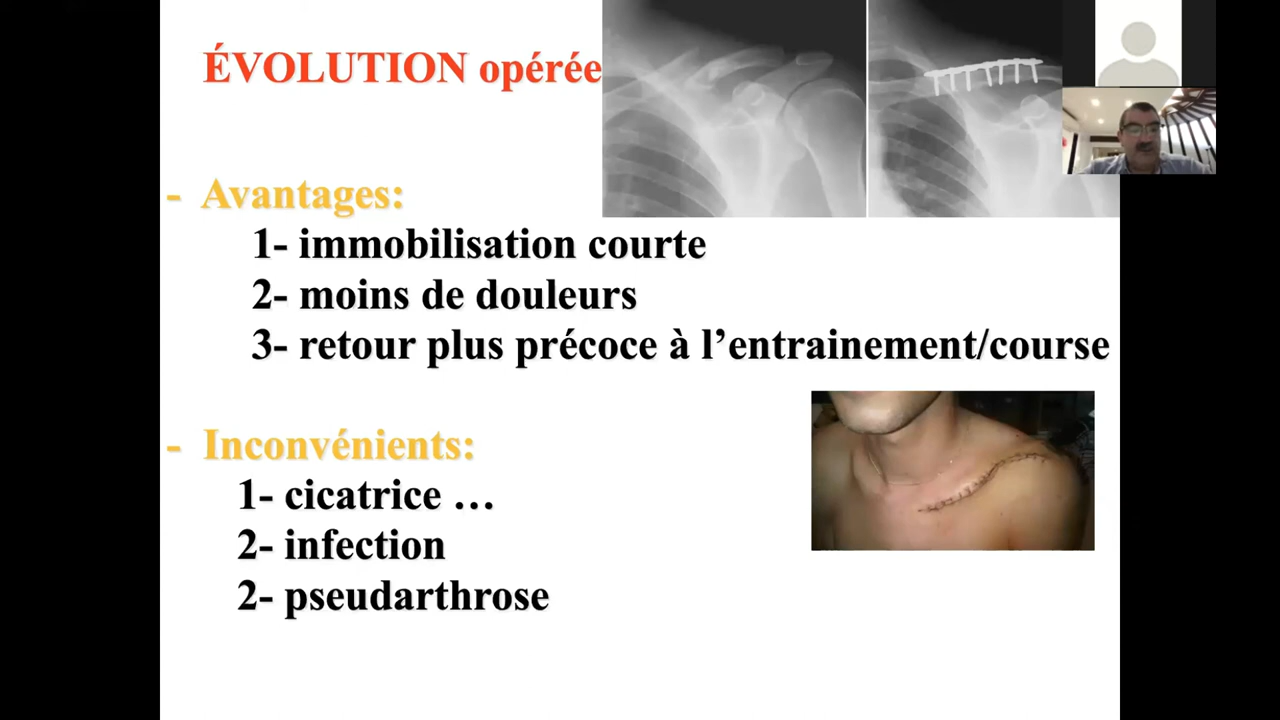 ÉVOLUTION opérée
- Avantages:
1- immobilisation courte
2- moins de douleurs
3- retour plus précoce à l’entrainement/course
- Inconvénients:
1- cicatrice …
2- infection
2- pseudarthrose